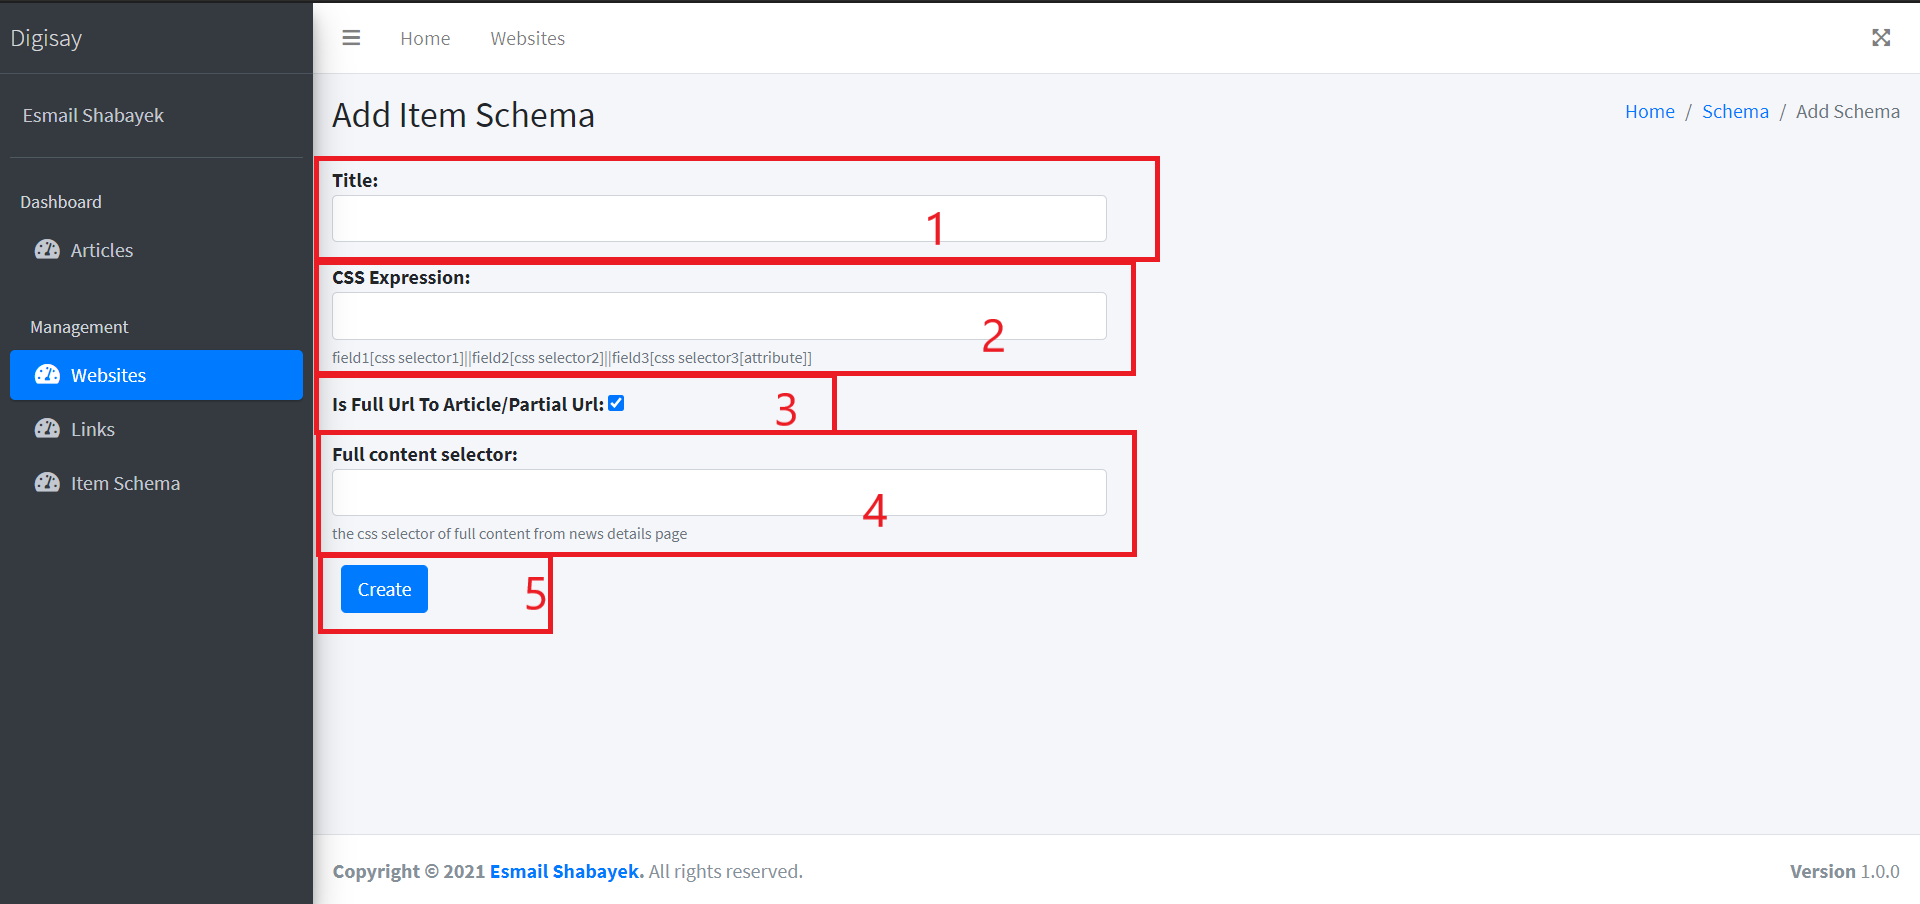 Digisay
Home
Websites
Esmail Shabayek
Dashboard
Articles
Management
Websites
Links
Item Schema
Add Item Schema
Home / Schema / Add Schema
Title:
1
CSS Expression:
2
field1[css selector1]||field2[css selector2]||field3[css selector3[attribute]]
Is Full Url To Article/Partial Url:
3
Full content selector:
4
the css selector of full content from news details page
Create
5
Copyright © 2021 Esmail Shabayek. All rights reserved.
Version 1.0.0